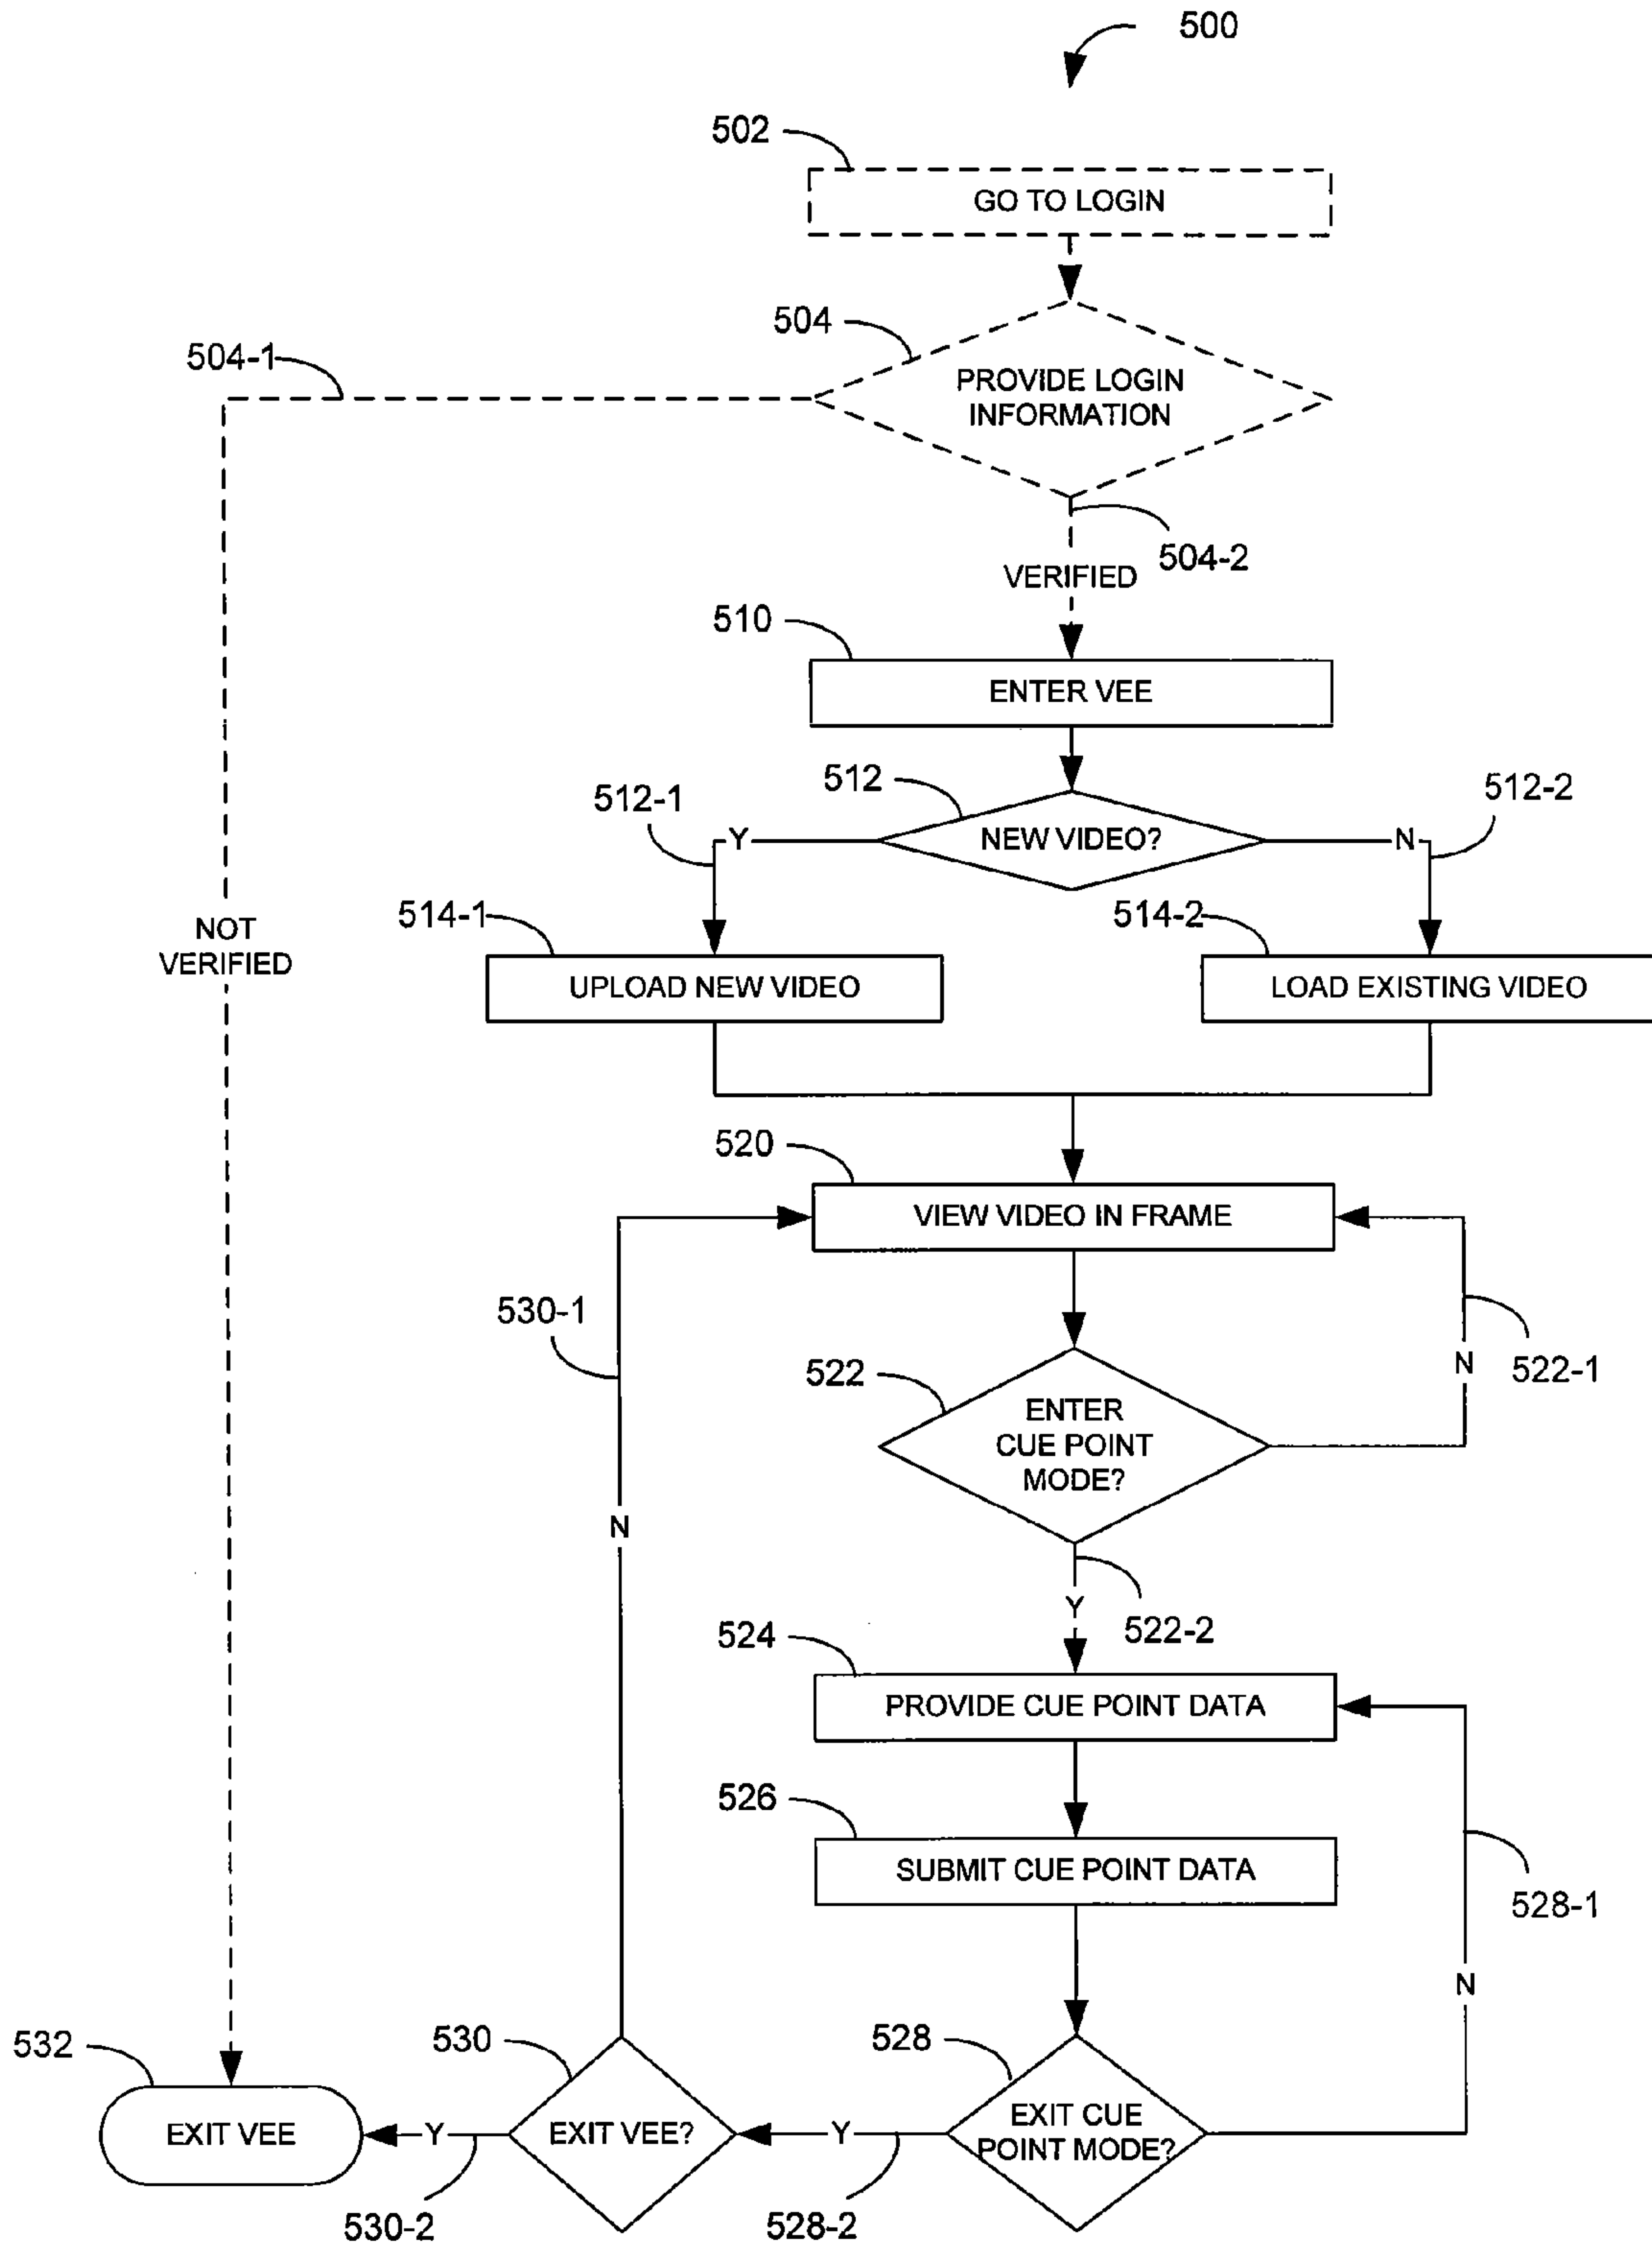 500
502
GO TO LOGIN
504
504-1
PROVIDE LOGIN
INFORMATION
504-2
VERIFIED
510
ENTER VEE
512
512-1
512-2
Y
NEW VIDEO?
N
514-1
514-2
NOT
VERIFIED
UPLOAD NEW VIDEO
LOAD EXISTING VIDEO
520
VIEW VIDEO IN FRAME
530-1
522
N
522-1
ENTER
CUE POINT
MODE?
N
Y
522-2
524
PROVIDE CUE POINT DATA
526
SUBMIT CUE POINT DATA
528-1
N
532
530
528
EXIT VEE
Y
EXIT VEE?
Y
EXIT CUE
POINT MODE?
530-2
528-2